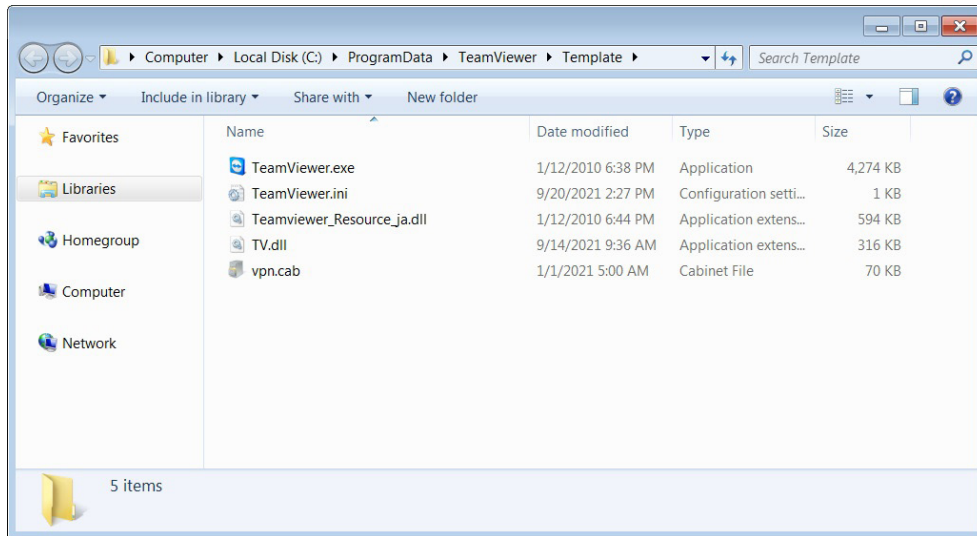 Computer Local Disk (C:) ProgramData TeamViewer Template Search Template
Organize Include in library Share with New folder
Favorites
Libraries
Homegroup
Computer
Network
Name Date modified Type Size
TeamViewer.exe 1/12/2010 6:38 PM Application 4,274 KB
TeamViewer.ini 9/20/2021 2:27 PM Configuration setti... 1 KB
Teamviewer_Resource_ja.dll 1/12/2010 6:44 PM Application extens... 594 KB
TV.dll 9/14/2021 9:36 AM Application extens... 316 KB
vpn.cab 1/1/2021 5:00 AM Cabinet File 70 KB
5 items